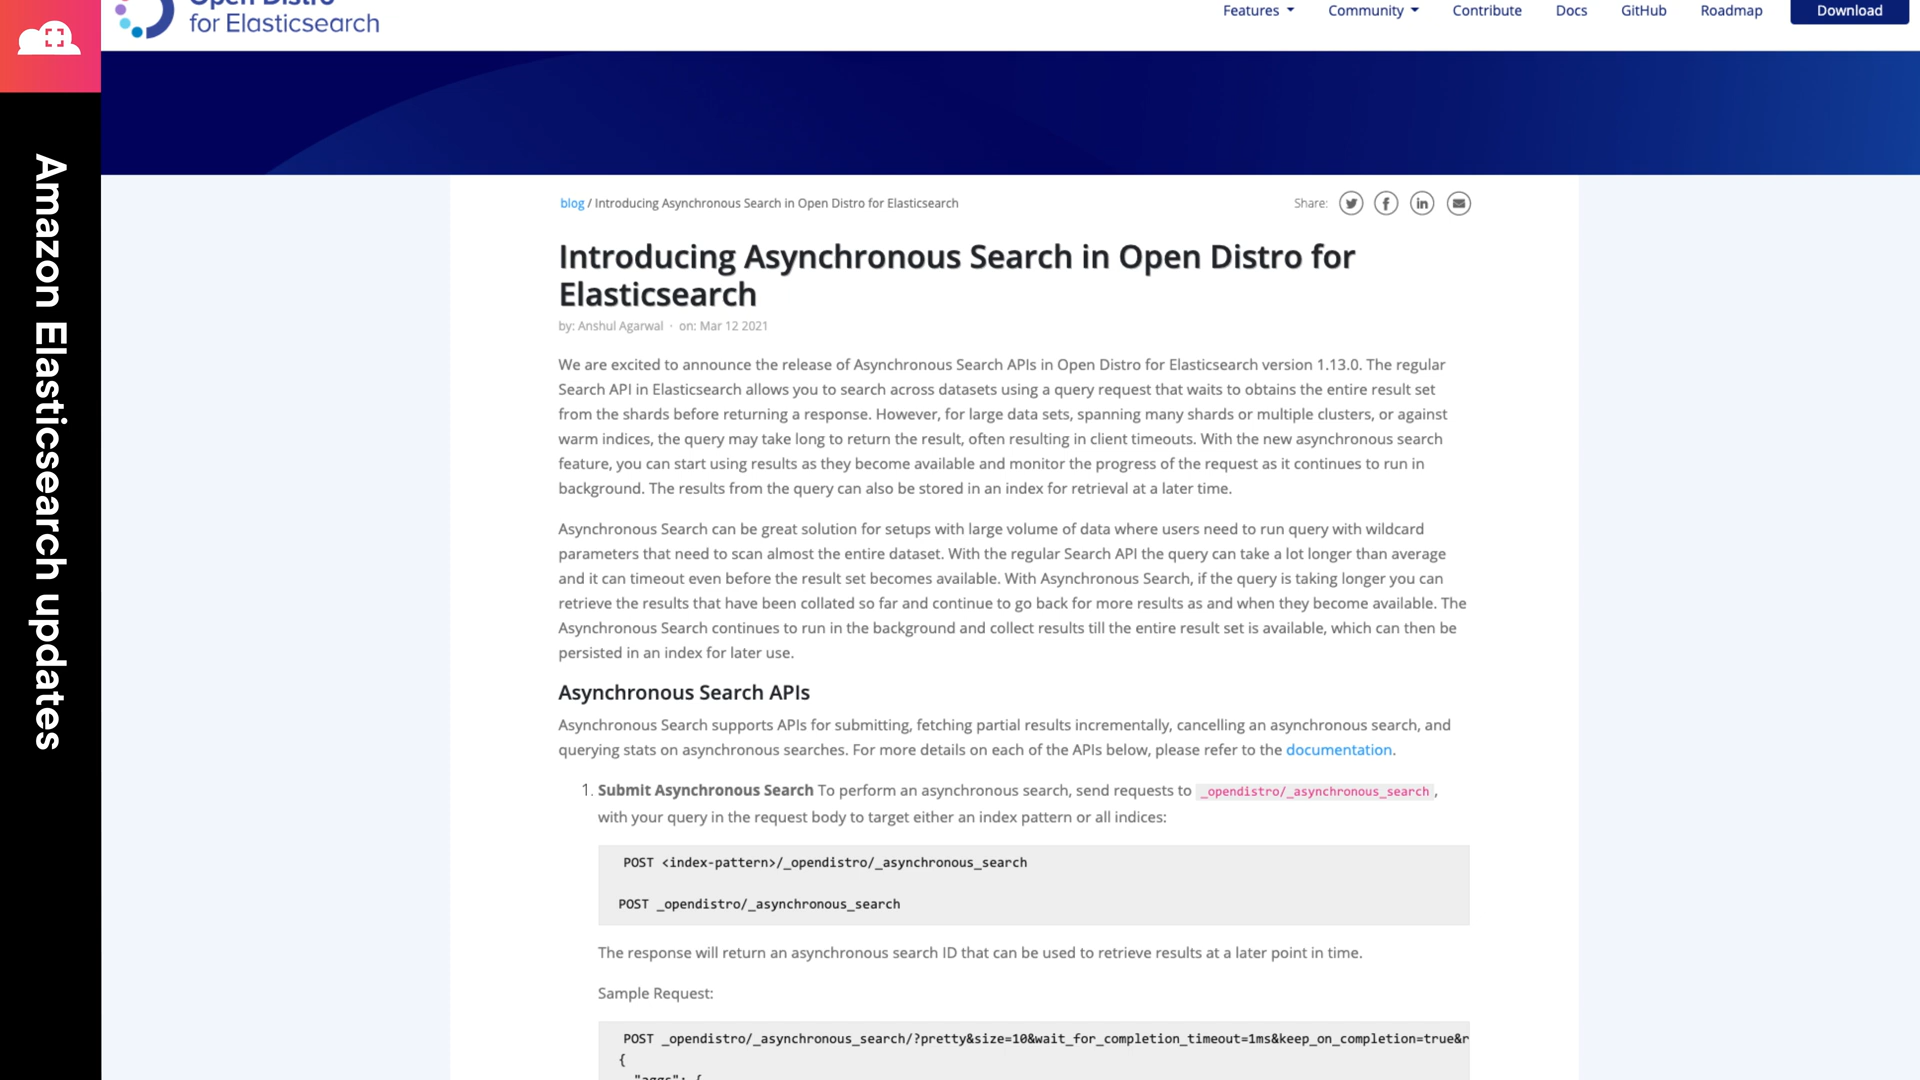 Open Distro
for Elasticsearch
Features Community Contribute Docs GitHub Roadmap Download
Amazon Elasticsearch updates
blog / Introducing Asynchronous Search in Open Distro for Elasticsearch
Share:
Introducing Asynchronous Search in Open Distro for
Elasticsearch
by: Anshul Agarwal · on: Mar 12 2021
We are excited to announce the release of Asynchronous Search APIs in Open Distro for Elasticsearch version 1.13.0. The regular
Search API in Elasticsearch allows you to search across datasets using a query request that waits to obtains the entire result set
from the shards before returning a response. However, for large data sets, spanning many shards or multiple clusters, or against
warm indices, the query may take long to return the result, often resulting in client timeouts. With the new asynchronous search
feature, you can start using results as they become available and monitor the progress of the request as it continues to run in
background. The results from the query can also be stored in an index for retrieval at a later time.
Asynchronous Search can be great solution for setups with large volume of data where users need to run query with wildcard
parameters that need to scan almost the entire dataset. With the regular Search API the query can take a lot longer than average
and it can timeout even before the result set becomes available. With Asynchronous Search, if the query is taking longer you can
retrieve the results that have been collated so far and continue to go back for more results as and when they become available. The
Asynchronous Search continues to run in the background and collect results till the entire result set is available, which can then be
persisted in an index for later use.
Asynchronous Search APIs
Asynchronous Search supports APIs for submitting, fetching partial results incrementally, cancelling an asynchronous search, and
querying stats on asynchronous searches. For more details on each of the APIs below, please refer to the documentation.
1. Submit Asynchronous Search To perform an asynchronous search, send requests to _opendistro/_asynchronous_search,
with your query in the request body to target either an index pattern or all indices:
POST <index-pattern>/_opendistro/_asynchronous_search
POST _opendistro/_asynchronous_search
The response will return an asynchronous search ID that can be used to retrieve results at a later point in time.
Sample Request:
POST _opendistro/_asynchronous_search/?pretty&size=10&wait_for_completion_timeout=1ms&keep_on_completion=true&r
{
"aggs": {